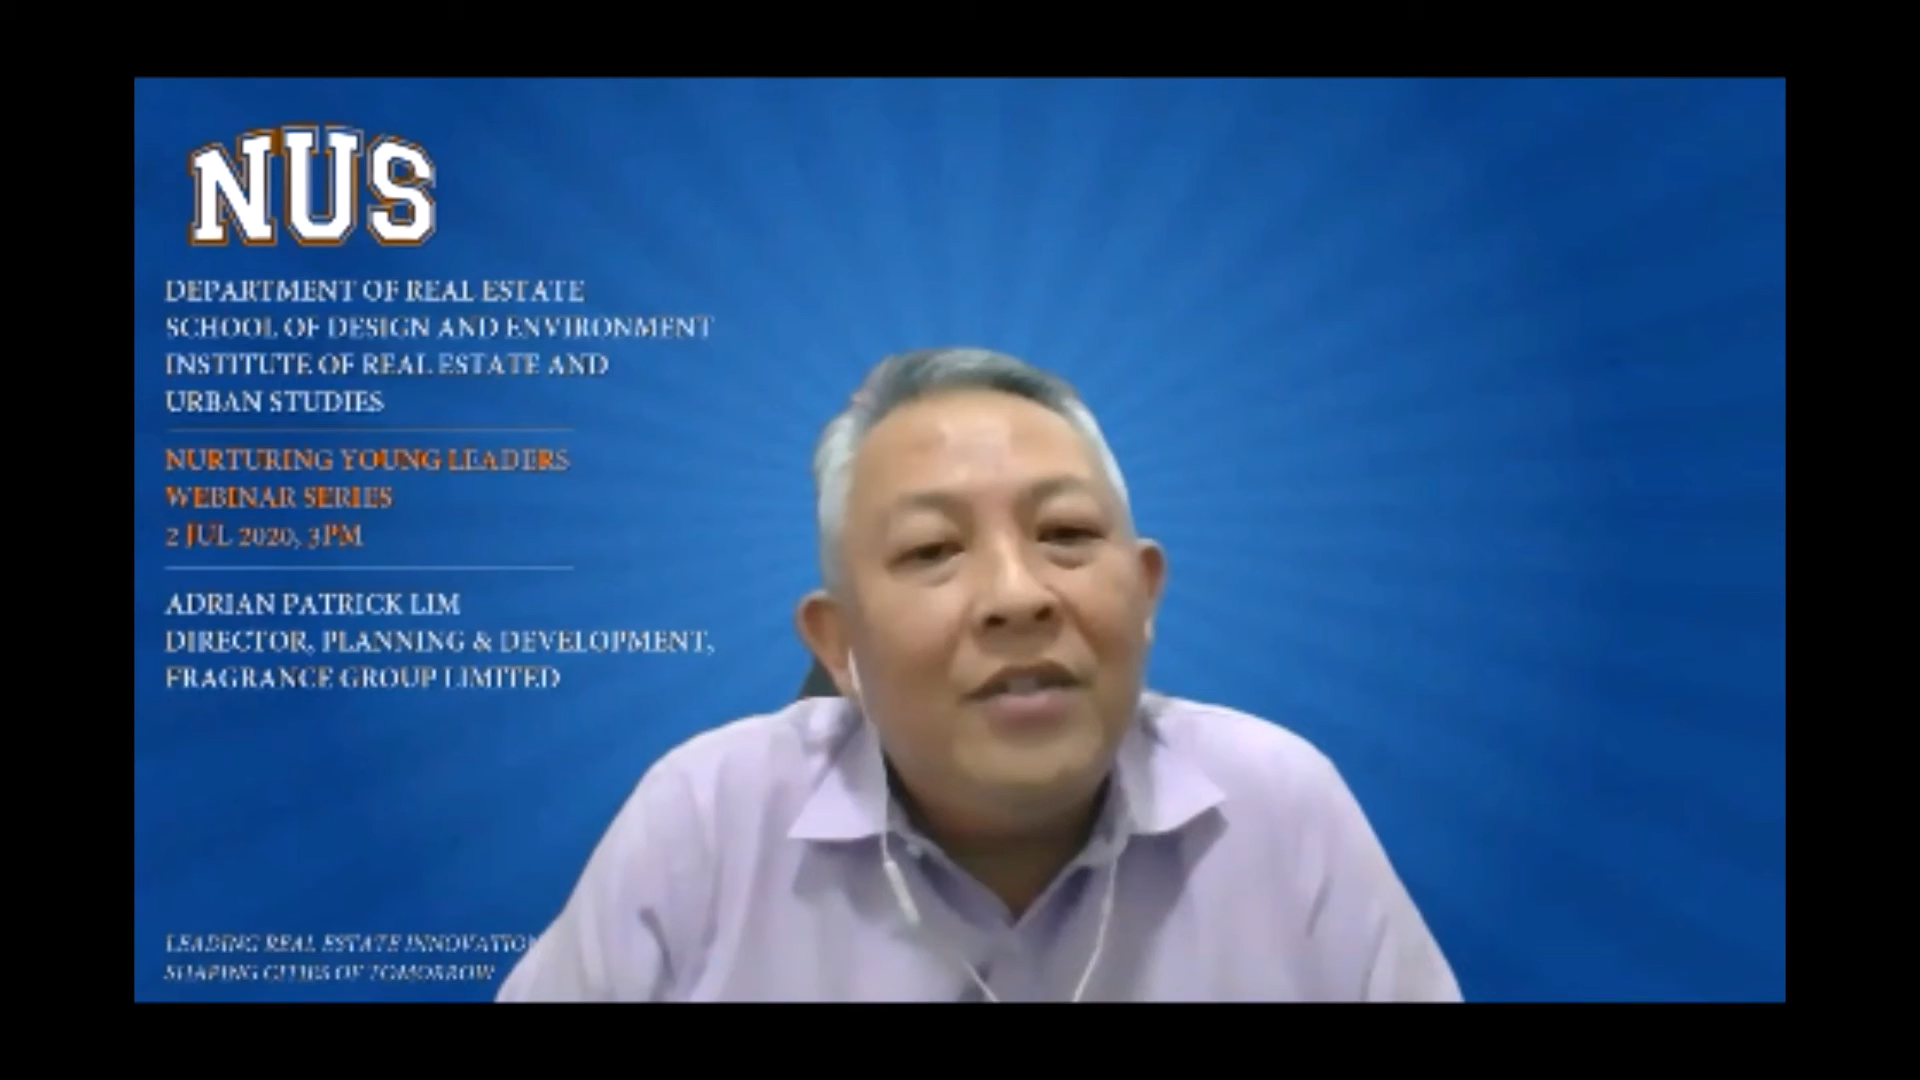 NUS
DEPARTMENT OF REAL ESTATE
SCHOOL OF DESIGN AND ENVIRONMENT
INSTITUTE OF REAL ESTATE AND
URBAN STUDIES
NURTURING YOUNG LEADERS
WEBINAR SERIES
2 JUL 2020, 3PM
ADRIAN PATRICK LIM
DIRECTOR, PLANNING & DEVELOPMENT,
FRAGRANCE GROUP LIMITED
LEADING REAL ESTATE INNOVATION
SHAPING CITIES OF TOMORROW